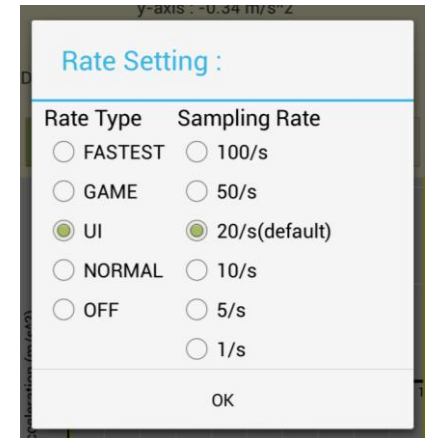 y-axis : -0.34 m/s^2
Rate Setting :
Rate Type Sampling Rate
FASTEST 100/s
GAME 50/s
UI 20/s(default)
NORMAL 10/s
OFF 5/s
1/s
OK